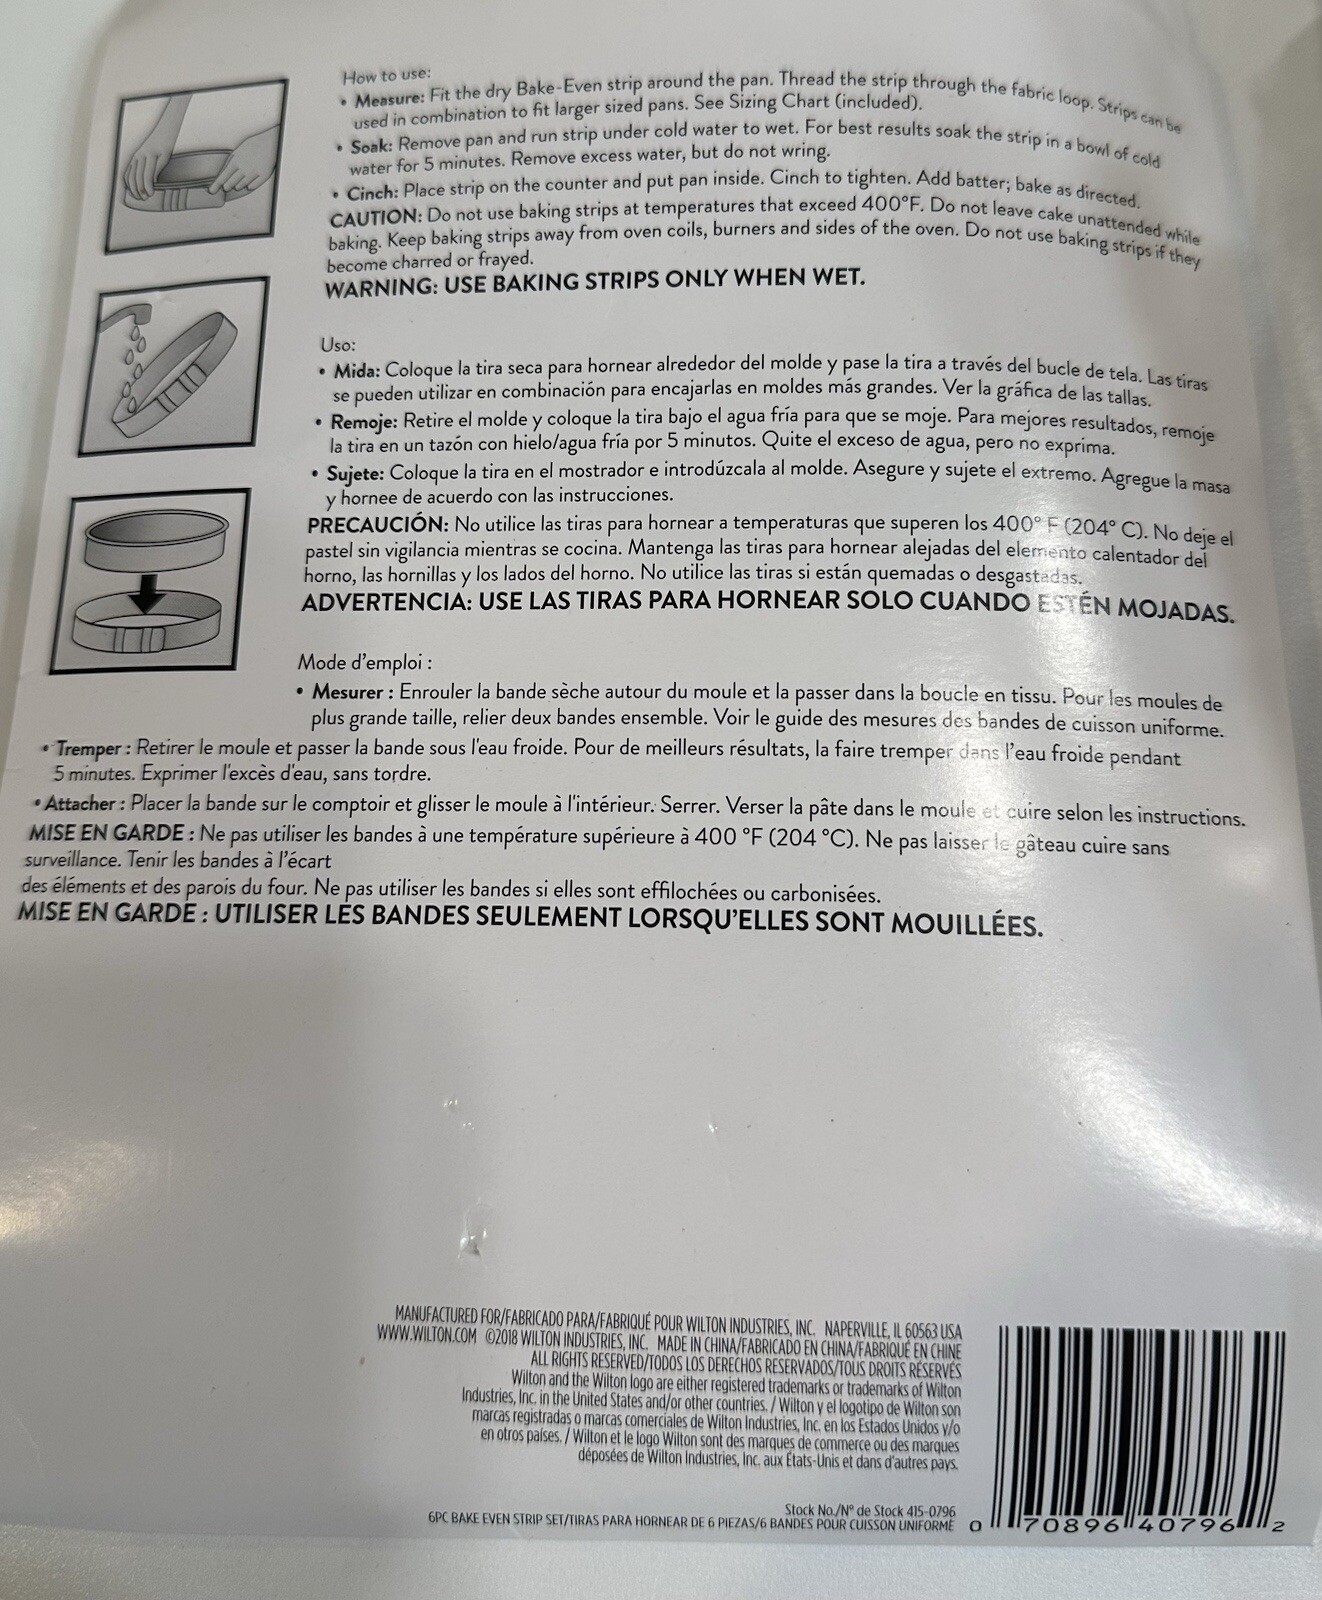 How to use:
• Measure: Fit the dry Bake-Even strip around the pan. Thread the strip through the fabric loop. Strips can be
used in combination to fit larger sized pans. See Sizing Chart (included).
• Soak: Remove pan and run strip under cold water to wet. For best results soak the strip in a bowl of cold
water for 5 minutes. Remove excess water, but do not wring.
• Cinch: Place strip on the counter and put pan inside. Cinch to tighten. Add batter; bake as directed.
CAUTION: Do not use baking strips at temperatures that exceed 400°F. Do not leave cake unattended while
baking. Keep baking strips away from oven coils, burners and sides of the oven. Do not use baking strips if they
become charred or frayed.
WARNING: USE BAKING STRIPS ONLY WHEN WET.
Uso:
• Mida: Coloque la tira seca para hornear alrededor del molde y pase la tira a través del bucle de tela. Las tiras
se pueden utilizar en combinación para encajarlas en moldes más grandes. Ver la gráfica de las tallas.
• Remoje: Retire el molde y coloque la tira bajo el agua fría para que se moje. Para mejores resultados, remoje
la tira en un tazón con hielo/agua fría por 5 minutos. Quite el exceso de agua, pero no exprima.
• Sujete: Coloque la tira en el mostrador e introdúzcala al molde. Asegure y sujete el extremo. Agregue la masa
y hornee de acuerdo con las instrucciones.
PRECAUCIÓN: No utilice las tiras para hornear a temperaturas que superen los 400° F (204° C). No deje el
pastel sin vigilancia mientras se cocina. Mantenga las tiras para hornear alejadas del elemento calentador del
horno, las hornillas y los lados del horno. No utilice las tiras si están quemadas o desgastadas.
ADVERTENCIA: USE LAS TIRAS PARA HORNEAR SOLO CUANDO ESTÉN MOJADAS.
Mode d'emploi :
• Mesurer : Enrouler la bande sèche autour du moule et la passer dans la boucle en tissu. Pour les moules de
plus grande taille, relier deux bandes ensemble. Voir le guide des mesures des bandes de cuisson uniforme.
• Tremper : Retirer le moule et passer la bande sous l'eau froide. Pour de meilleurs résultats, la faire tremper dans l'eau froide pendant
5 minutes. Exprimer l'excès d'eau, sans tordre.
• Attacher : Placer la bande sur le comptoir et glisser le moule à l'intérieur. Serrer. Verser la pâte dans le moule et cuire selon les instructions.
MISE EN GARDE : Ne pas utiliser les bandes à une température supérieure à 400 °F (204 °C). Ne pas laisser le gâteau cuire sans
surveillance. Tenir les bandes à l'écart
des éléments et des parois du four. Ne pas utiliser les bandes si elles sont effilochées ou carbonisées.
MISE EN GARDE : UTILISER LES BANDES SEULEMENT LORSQU'ELLES SONT MOUILLÉES.
MANUFACTURED FOR/FABRICADO PARA/FABRIQUÉ POUR WILTON INDUSTRIES, INC. NAPERVILLE, IL 60563 USA
WWW.WILTON.COM ©2018 WILTON INDUSTRIES, INC. MADE IN CHINA/FABRICADO EN CHINA/FABRIQUÉ EN CHINE
ALL RIGHTS RESERVED/TODOS LOS DERECHOS RESERVADOS/TOUS DROITS RÉSERVÉS
Wilton and the Wilton logo are either registered trademarks or trademarks of Wilton
Industries, Inc. in the United States and/or other countries. / Wilton y el logotipo de Wilton son
marcas registradas o marcas comerciales de Wilton Industries, Inc. en los Estados Unidos y/o
en otros países. / Wilton et le logo Wilton sont des marques de commerce ou des marques
déposées de Wilton Industries, Inc. aux États-Unis et dans d'autres pays.
Stock No./Nº de Stock 415-0796
6PC BAKE EVEN STRIP SET/TIRAS PARA HORNEAR DE 6 PIEZAS/6 BANDES POUR CUISSON UNIFORME
0 70896 40796 2